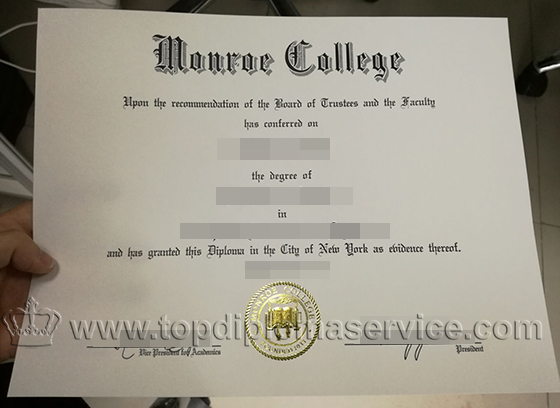 Monroe College
Upon the recommendation of the Board of Trustees and the Faculty
has conferred on
the degree of
in
and has granted this Diploma in the City of New York as evidence thereof.
MONROE COLLEGE
www.topdiplomaservice.com
Vice President for Academics
President